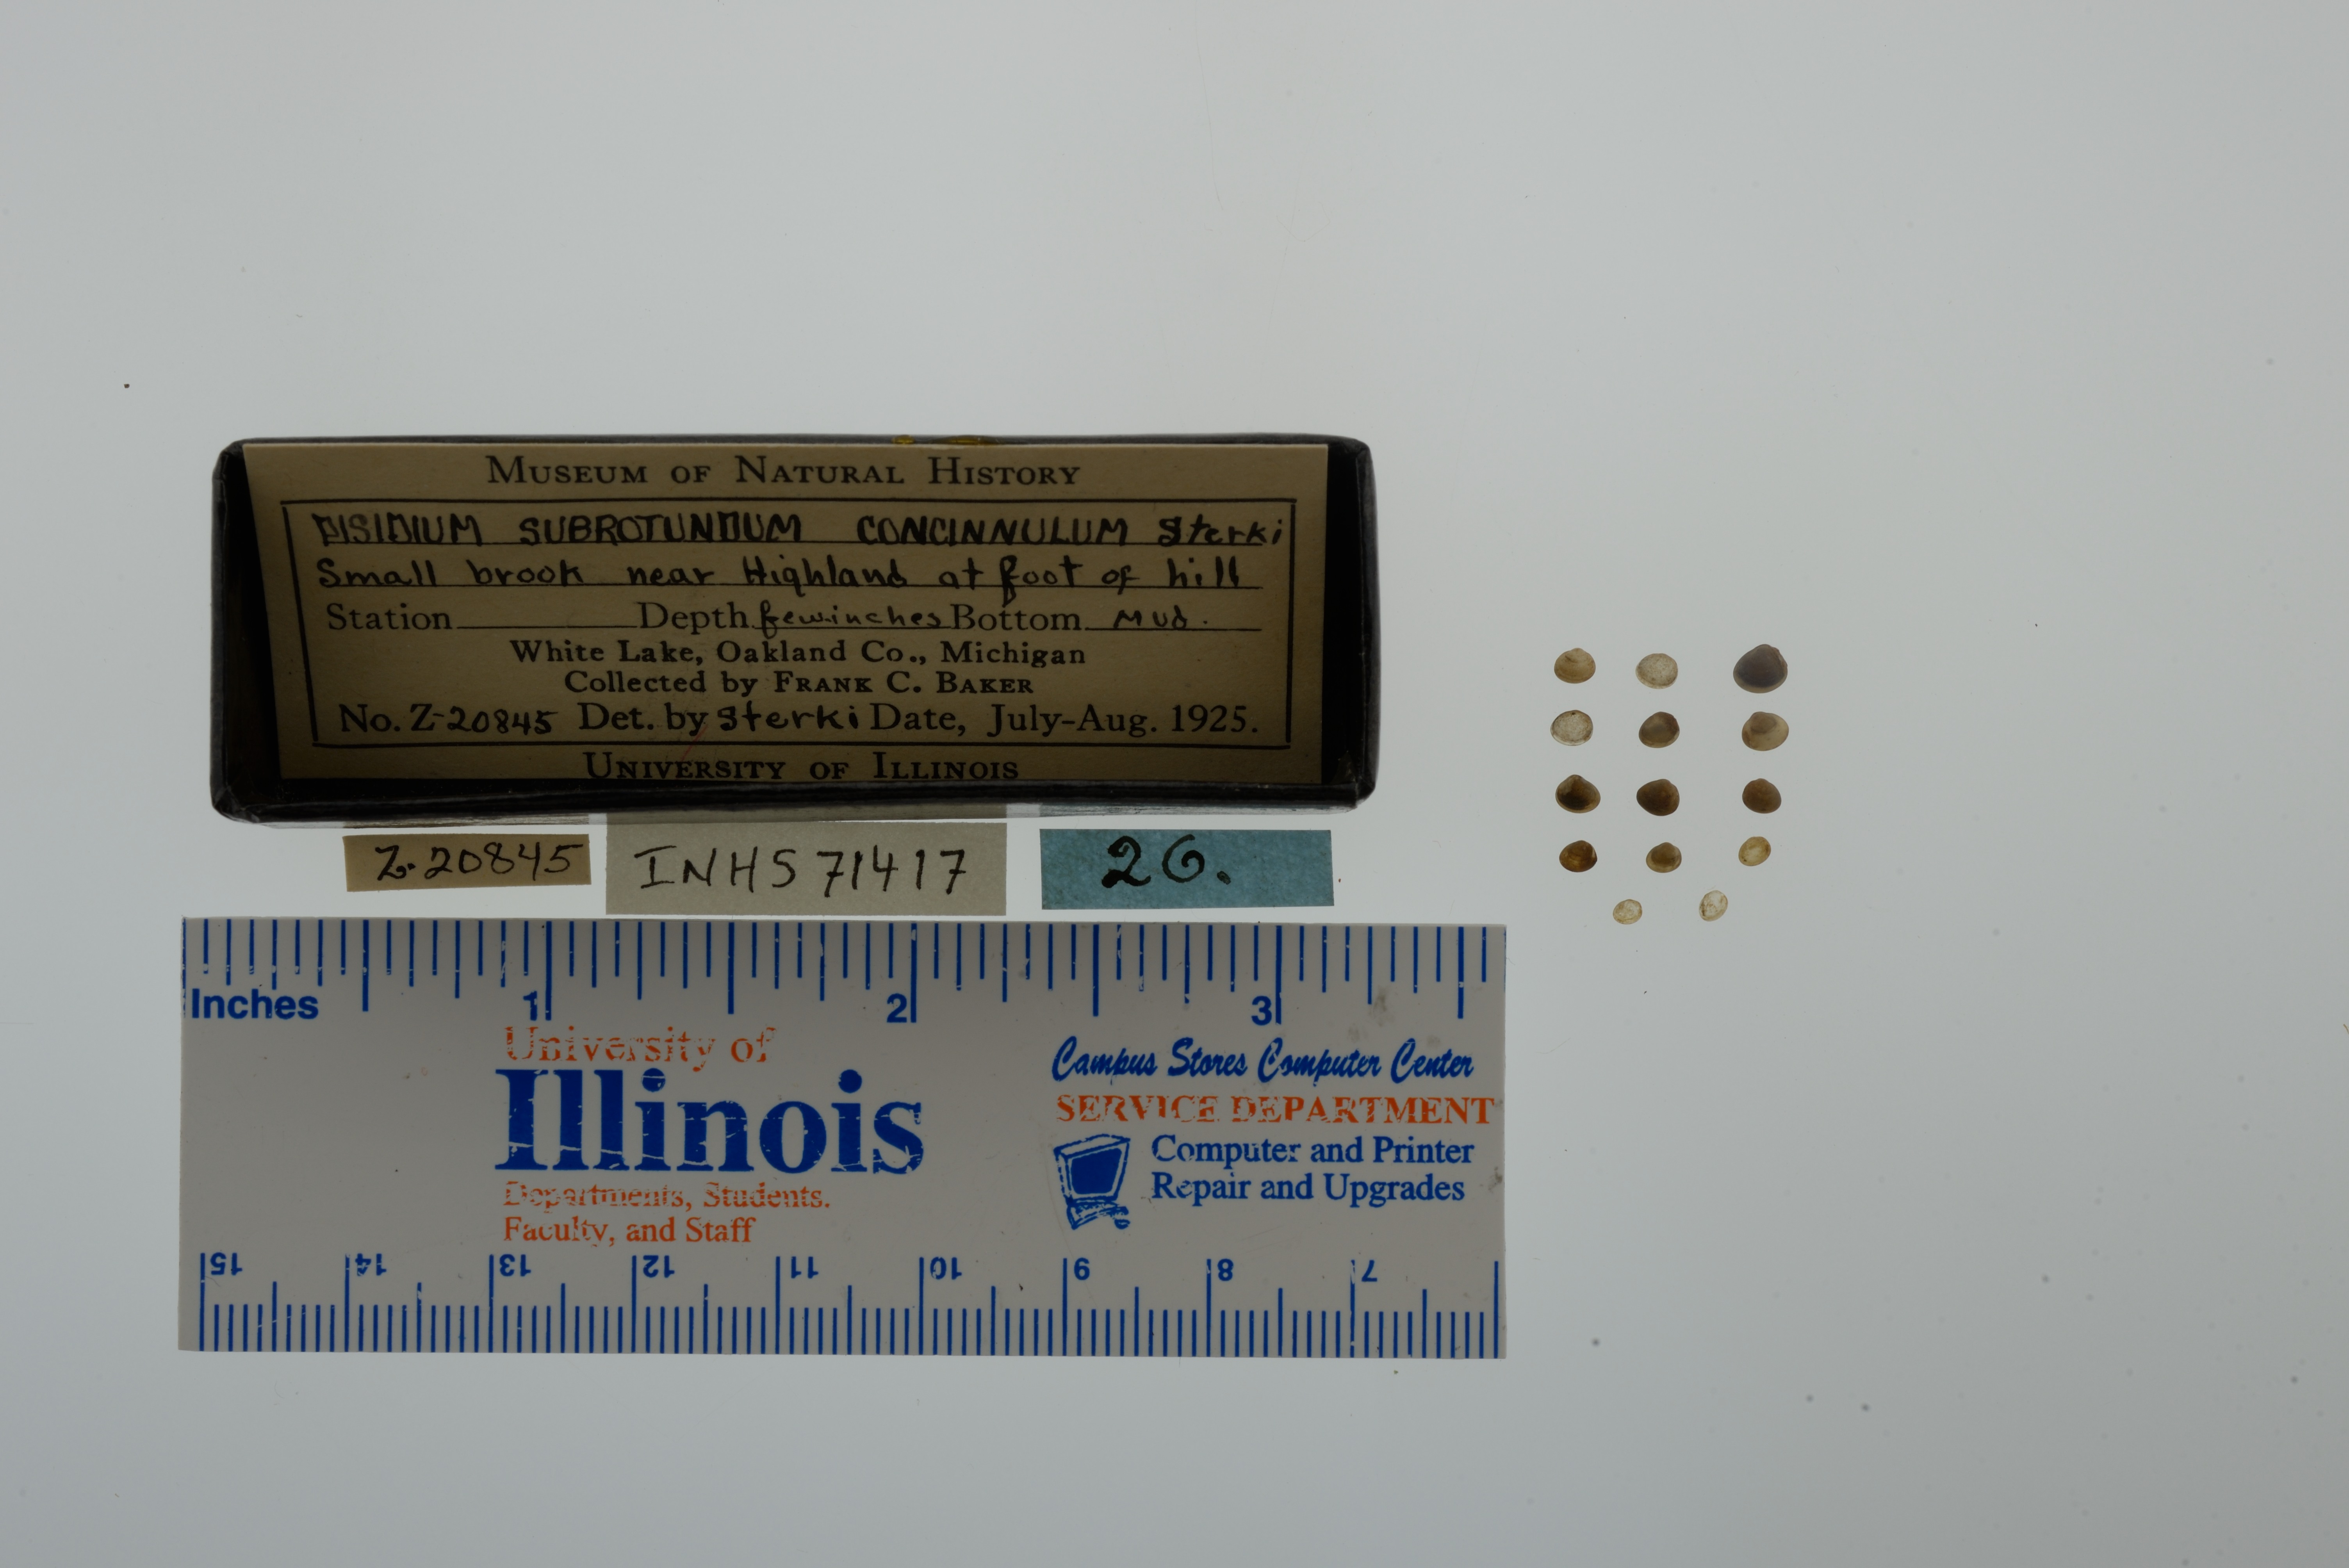 MUSEUM OF NATURAL HISTORY
PISIDIUM SUBROTUNDUM CONCINNULUM Sterki
Small brook near Highland at foot of hill
Station Depth few inches Bottom Mud.
White Lake, Oakland Co., Michigan
Collected by FRANK C. BAKER
No. Z-20845 Det. by Sterki Date, July-Aug. 1925.
UNIVERSITY OF ILLINOIS
Z-20845
INHS 71417
26.
Inches 1 2 3
University of
Illinois
Departments, Students.
Faculty, and Staff
Campus Stores Computer Center
SERVICE DEPARTMENT
Computer and Printer
Repair and Upgrades
15 14 13 12 11 10 9 8 7